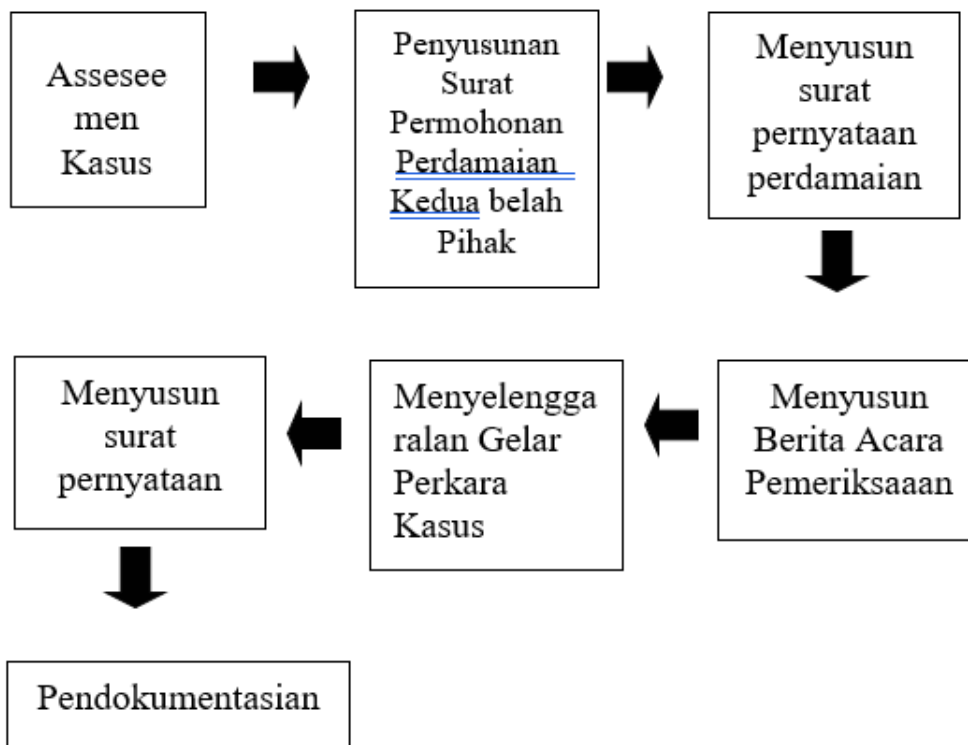 Assesee
men
Kasus
Penyusunan
Surat
Permohonan
Perdamaian
Kedua belah
Pihak
Menyusun
surat
pernyataan
perdamaian
Menyusun
Berita Acara
Pemeriksaaan
Menyelengga
ralan Gelar
Perkara
Kasus
Menyusun
surat
pernyataan
Pendokumentasian